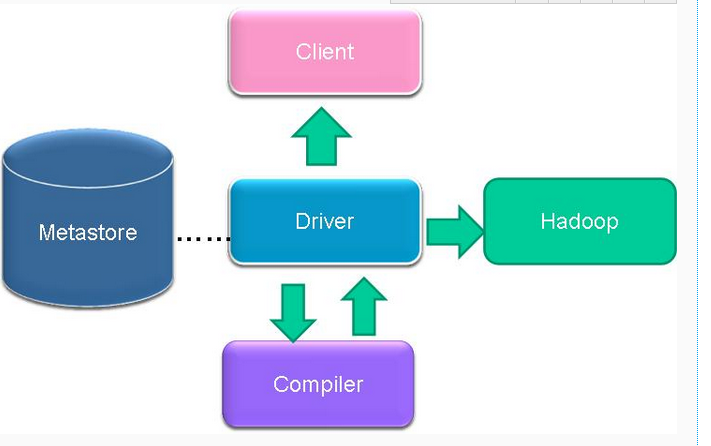 Client
Metastore
Driver
Hadoop
Compiler